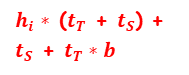 hᵢ * (t_T + t_S) +
t_S + t_T * b